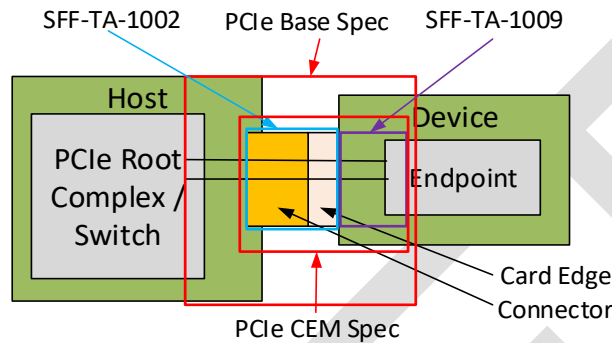 SFF-TA-1002
PCIe Base Spec
SFF-TA-1009
Host
Device
PCIe Root
Complex /
Switch
Endpoint
Card Edge
Connector
PCIe CEM Spec